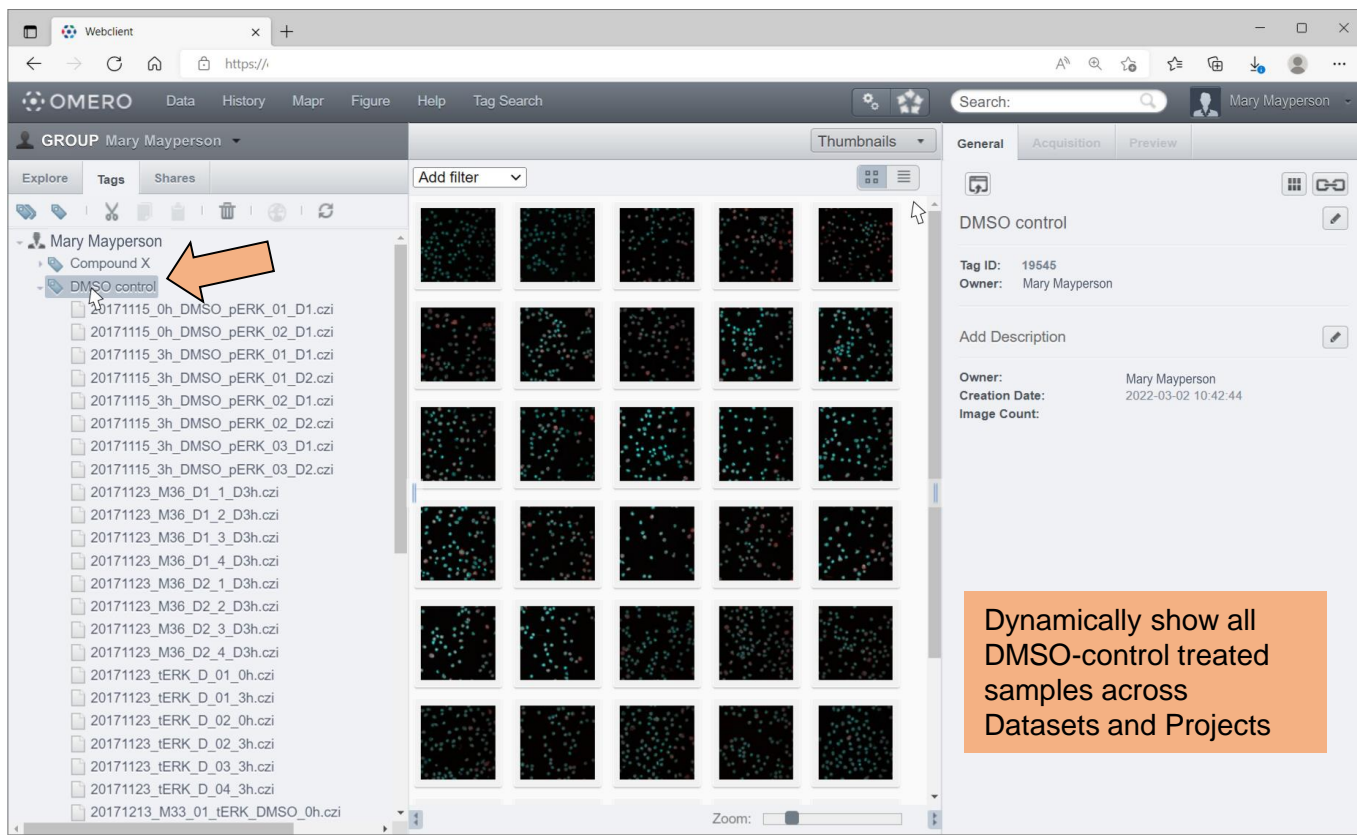 Webclient
https://
OMERO Data History Mapr Figure Help Tag Search Search: Mary Mayperson
GROUP Mary Mayperson
Thumbnails
General Acquisition Preview
Explore Tags Shares
Add filter
Mary Mayperson
Compound X
DMSO control
20171115_0h_DMSO_pERK_01_D1.czi
20171115_0h_DMSO_pERK_02_D1.czi
20171115_3h_DMSO_pERK_01_D1.czi
20171115_3h_DMSO_pERK_01_D2.czi
20171115_3h_DMSO_pERK_02_D1.czi
20171115_3h_DMSO_pERK_02_D2.czi
20171115_3h_DMSO_pERK_03_D1.czi
20171115_3h_DMSO_pERK_03_D2.czi
20171123_M36_D1_1_D3h.czi
20171123_M36_D1_2_D3h.czi
20171123_M36_D1_3_D3h.czi
20171123_M36_D1_4_D3h.czi
20171123_M36_D2_1_D3h.czi
20171123_M36_D2_2_D3h.czi
20171123_M36_D2_3_D3h.czi
20171123_M36_D2_4_D3h.czi
20171123_tERK_D_01_0h.czi
20171123_tERK_D_01_3h.czi
20171123_tERK_D_02_0h.czi
20171123_tERK_D_02_3h.czi
20171123_tERK_D_03_3h.czi
20171123_tERK_D_04_3h.czi
20171213_M33_01_tERK_DMSO_0h.czi
Zoom:
DMSO control
Tag ID: 19545
Owner: Mary Mayperson
Add Description
Owner: Mary Mayperson
Creation Date: 2022-03-02 10:42:44
Image Count:
Dynamically show all
DMSO-control treated
samples across
Datasets and Projects